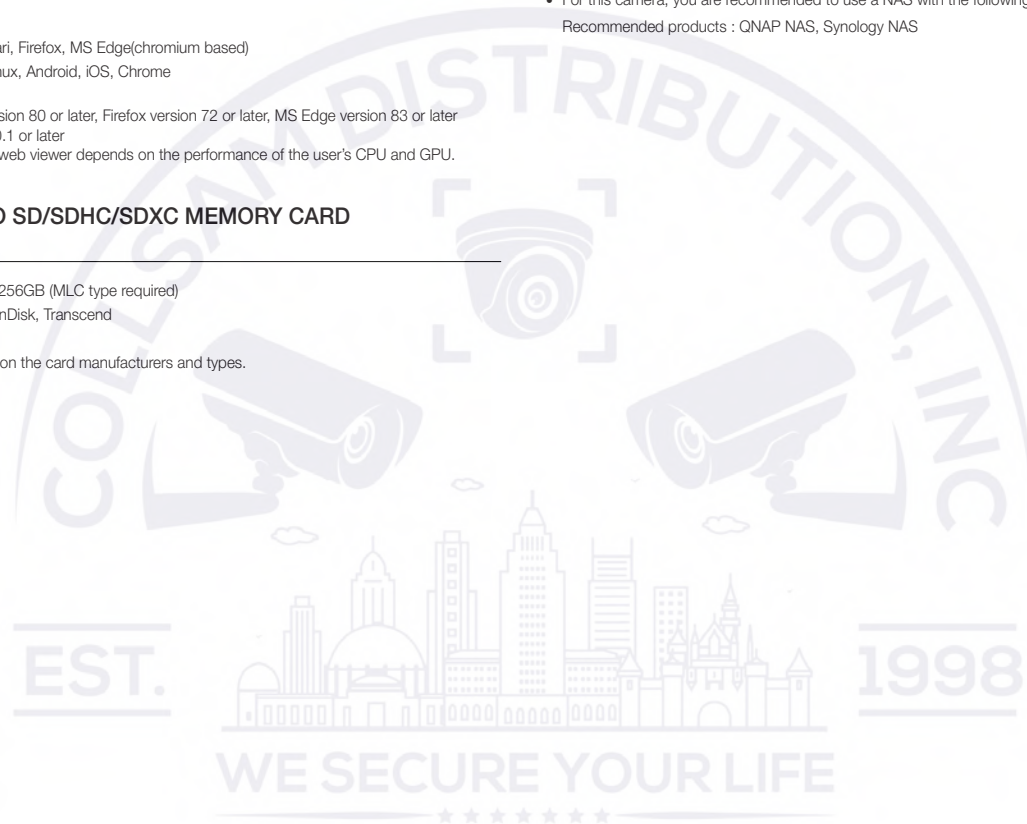 ari, Firefox, MS Edge(chromium based)
nux, Android, iOS, Chrome
sion 80 or later, Firefox version 72 or later, MS Edge version 83 or later
.1 or later
web viewer depends on the performance of the user's CPU and GPU.
SD/SDHC/SDXC MEMORY CARD
256GB (MLC type required)
nDisk, Transcend
on the card manufacturers and types.
• For this camera, you are recommended to use a NAS with the following
Recommended products : QNAP NAS, Synology NAS
COLLSAM DISTRIBUTION, INC
EST. 1998
WE SECURE YOUR LIFE